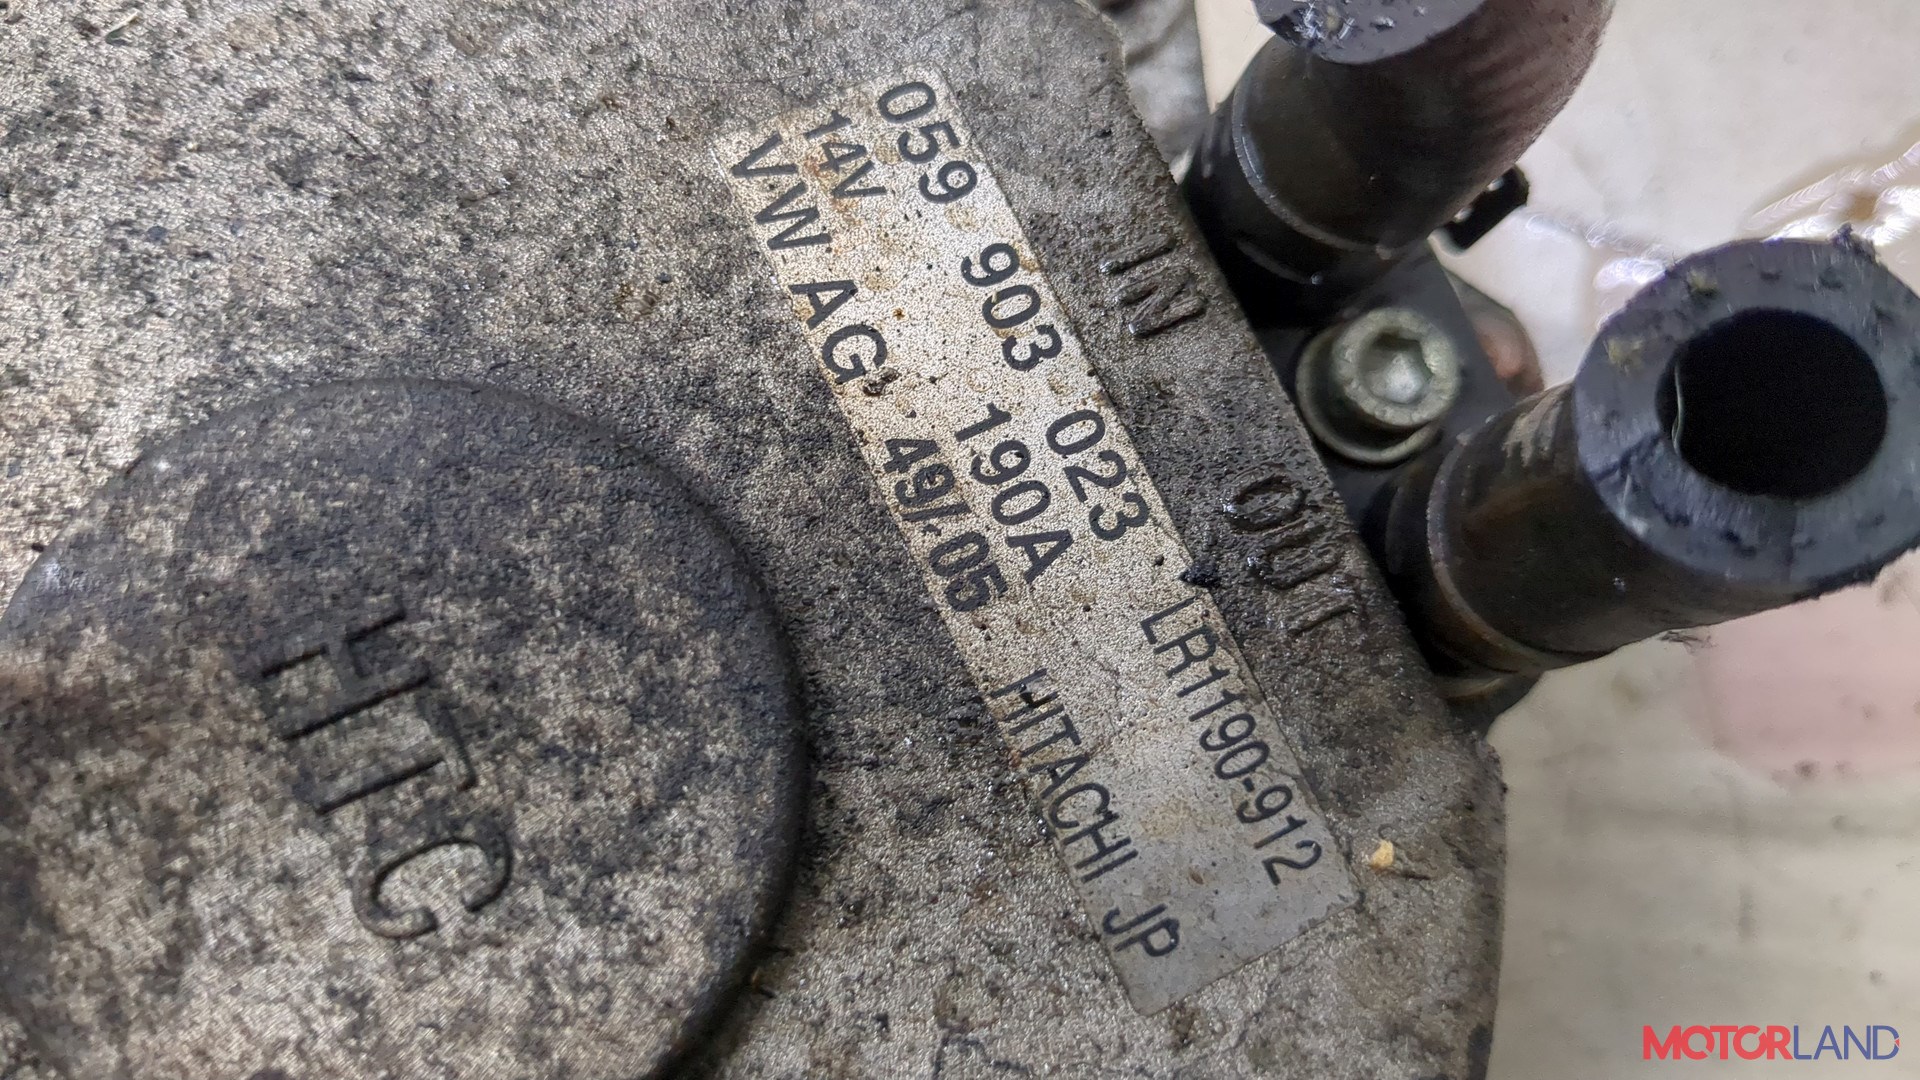 059 903 023 LR1190-912
14V 190A
VW AG 49/-05 HITACHI JP
IN
OUT
HTC
MOTORLAND